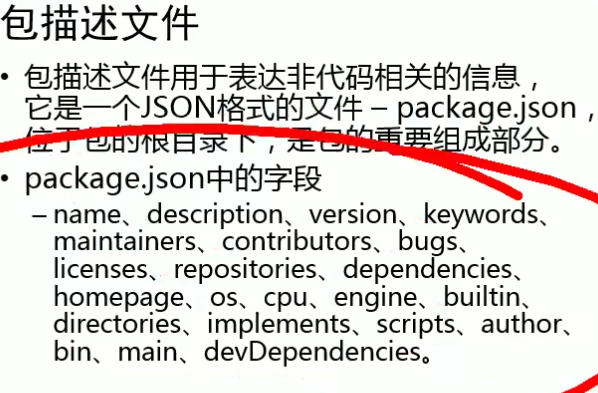 包描述文件
• 包描述文件用于表达非代码相关的信息，
它是一个JSON格式的文件 – package.json，
位于包的根目录下，是包的重要组成部分。
• package.json中的字段
– name、description、version、keywords、
maintainers、contributors、bugs、
licenses、repositories、dependencies、
homepage、os、cpu、engine、builtin、
directories、implements、scripts、author、
bin、main、devDependencies。